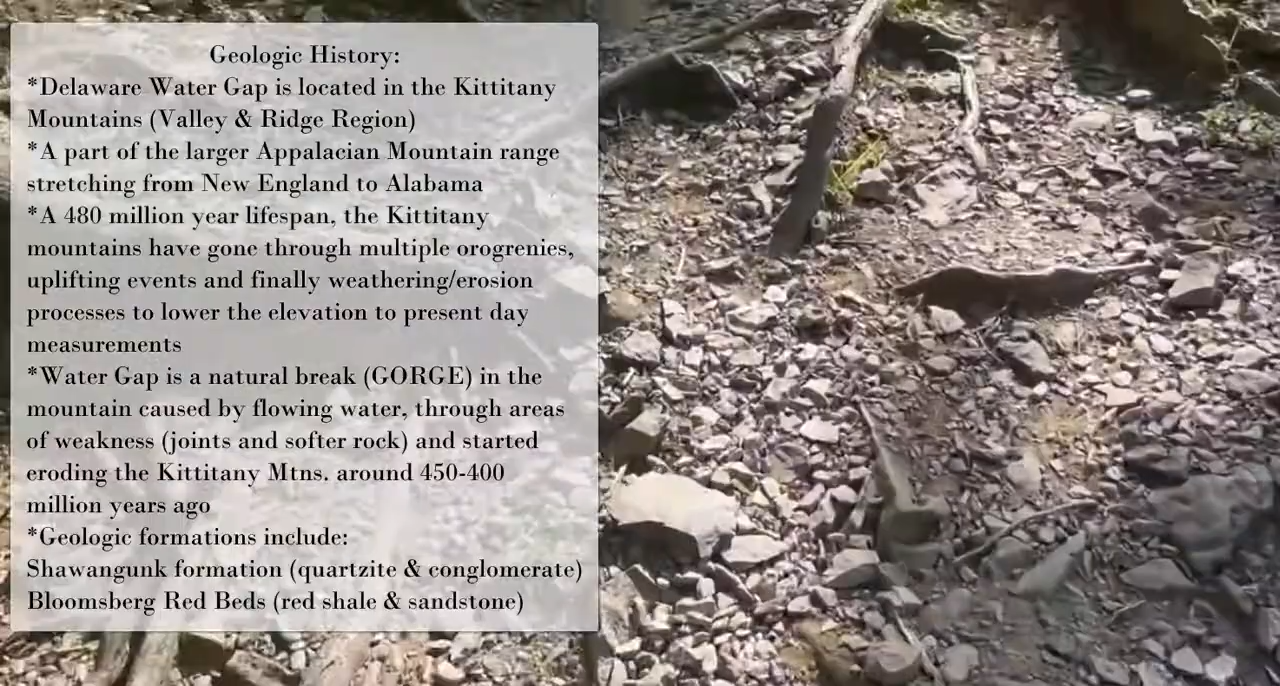 Geologic History:
*Delaware Water Gap is located in the Kittitany
Mountains (Valley & Ridge Region)
*A part of the larger Appalacian Mountain range
stretching from New England to Alabama
*A 480 million year lifespan, the Kittitany
mountains have gone through multiple orogrenies,
uplifting events and finally weathering/erosion
processes to lower the elevation to present day
measurements
*Water Gap is a natural break (GORGE) in the
mountain caused by flowing water, through areas
of weakness (joints and softer rock) and started
eroding the Kittitany Mtns. around 450-400
million years ago
*Geologic formations include:
Shawangunk formation (quartzite & conglomerate)
Bloomsberg Red Beds (red shale & sandstone)